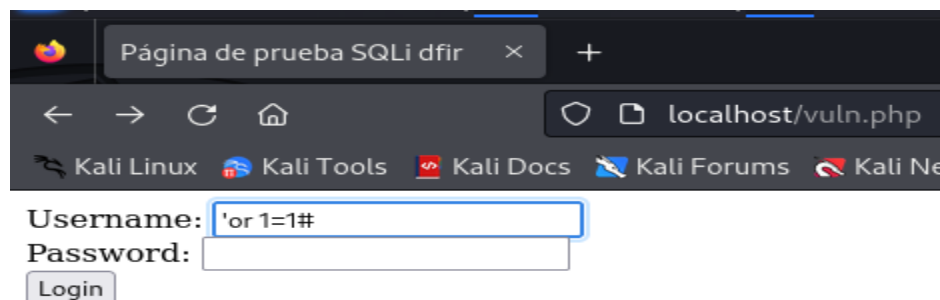 Página de prueba SQLi dfir
localhost/vuln.php
Kali Linux Kali Tools Kali Docs Kali Forums Kali Ne
Username: 'or 1=1#
Password:
Login